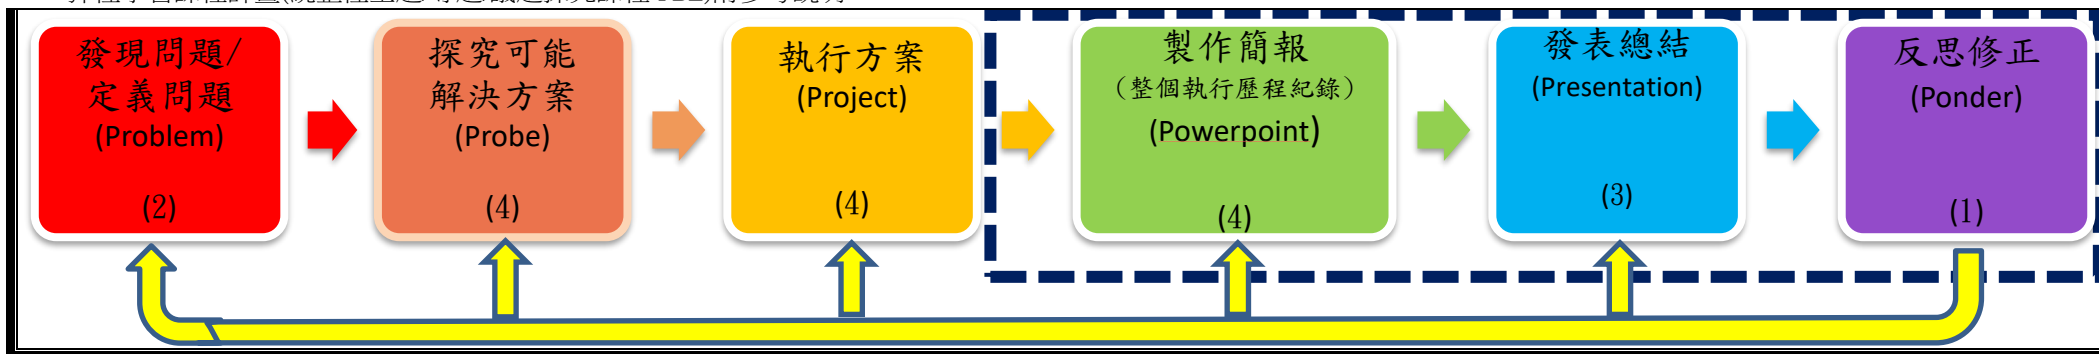 發現問題/
定義問題
(Problem)
(2)
探究可能
解決方案
(Probe)
(4)
執行方案
(Project)
(4)
製作簡報
（整個執行歷程紀錄）
(Powerpoint)
(4)
發表總結
(Presentation)
(3)
反思修正
(Ponder)
(1)